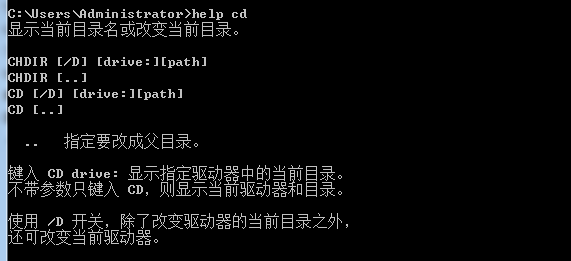 C:\Users\Administrator>help cd
显示当前目录名或改变当前目录。
CHDIR [/D] [drive:][path]
CHDIR [..]
CD [/D] [drive:][path]
CD [..]
.. 指定要改成父目录。
键入 CD drive: 显示指定驱动器中的当前目录。
不带参数只键入 CD，则显示当前驱动器和目录。
使用 /D 开关，除了改变驱动器的当前目录之外，
还可改变当前驱动器。